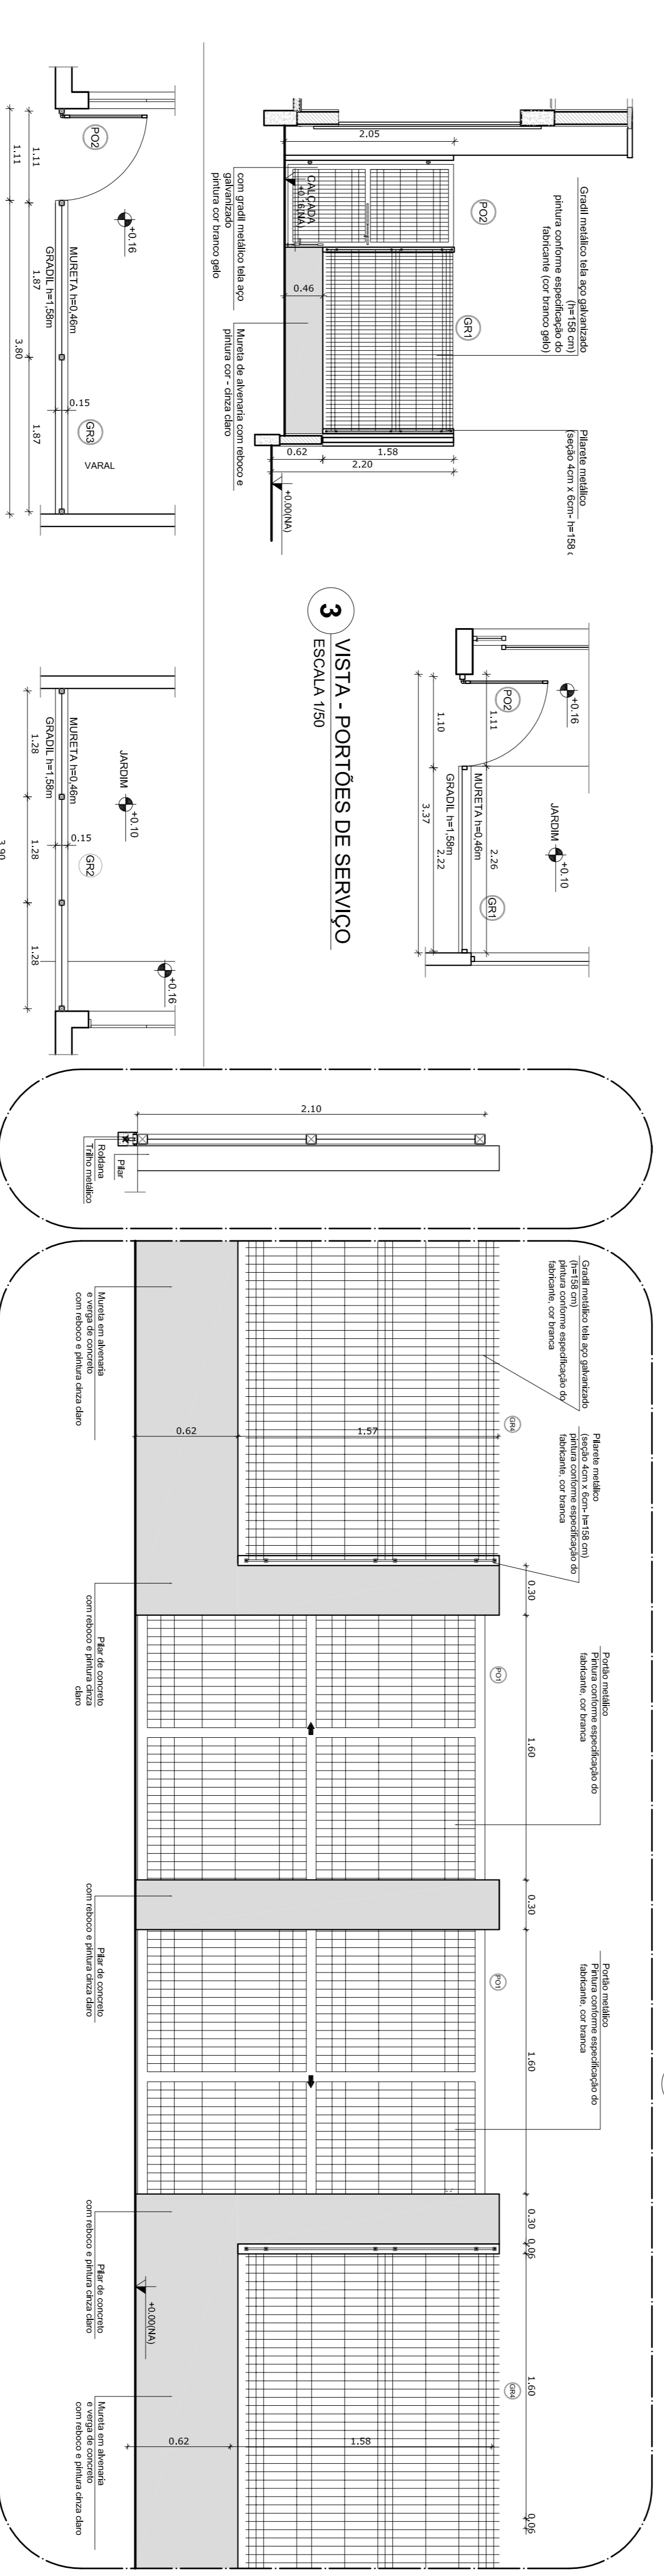 Gradil metálico tela aço galvanizado
(h=158 cm)
pintura conforme especificação do
fabricante (cor branco gelo)
Pilarete metálico
(seção 4cm x 6cm- h=158 c
PO2
GR1
2.05
CALÇADA
+0.16(NA)
0.46
0.62
1.58
2.20
+0.00(NA)
com gradil metálico tela aço
galvanizado
pintura cor branco gelo
Mureta de alvenaria com reboco e
pintura cor - cinza claro
+0.16
JARDIM
+0.10
PO2
GR1
1.11
2.26
MURETA h=0,46m
GRADIL h=1,58m
1.10
2.22
3.37
3
VISTA - PORTÕES DE SERVIÇO
ESCALA 1/50
PO2
+0.16
VARAL
GR3
0.15
MURETA h=0,46m
GRADIL h=1,58m
1.11
1.87
1.87
1.11
3.80
+0.16
JARDIM
+0.10
GR2
0.15
MURETA h=0,46m
GRADIL h=1,58m
1.28
1.28
1.28
3.90
2.10
Pilar
Roldana
Trilho metálico
Gradil metálico tela aço galvanizado
(h=158 cm)
pintura conforme especificação do
fabricante, cor branca
Pilarete metálico
(seção 4cm x 6cm- h=158 cm)
pintura conforme especificação do
fabricante, cor branca
Portão metálico
Pintura conforme especificação do
fabricante, cor branca
Portão metálico
Pintura conforme especificação do
fabricante, cor branca
GR4
PO1
PO1
GR4
0.30
1.60
0.30
1.60
0.30
0.06
1.60
0.06
1.57
0.62
1.58
0.62
+0.00(NA)
Mureta em alvenaria
e verga de concreto
com reboco e pintura cinza claro
Pilar de concreto
com reboco e pintura cinza
claro
Pilar de concreto
com reboco e pintura cinza claro
Pilar de concreto
com reboco e pintura cinza claro
Mureta em alvenaria
e verga de concreto
com reboco e pintura cinza claro